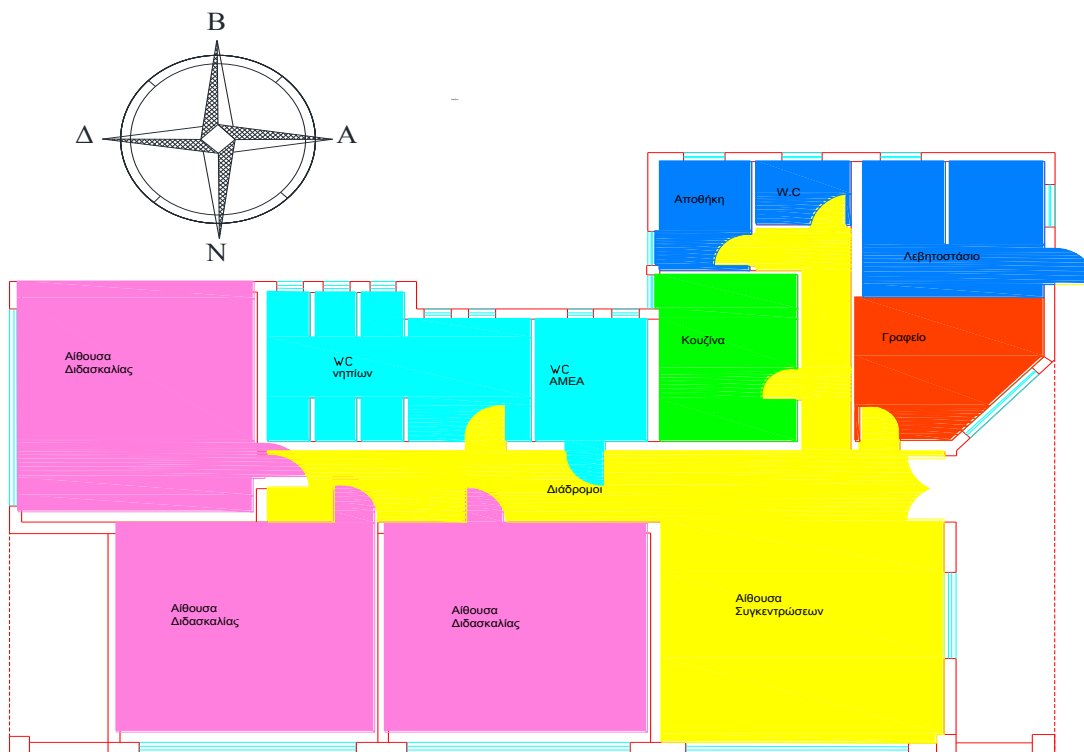 Β
Δ
Α
Ν
Αποθήκη
W.C
Λεβητοστάσιο
Κουζίνα
Γραφείο
Αίθουσα
Διδασκαλίας
WC
νηπίων
WC
ΑΜΕΑ
Διάδρομοι
Αίθουσα
Διδασκαλίας
Αίθουσα
Διδασκαλίας
Αίθουσα
Συγκεντρώσεων